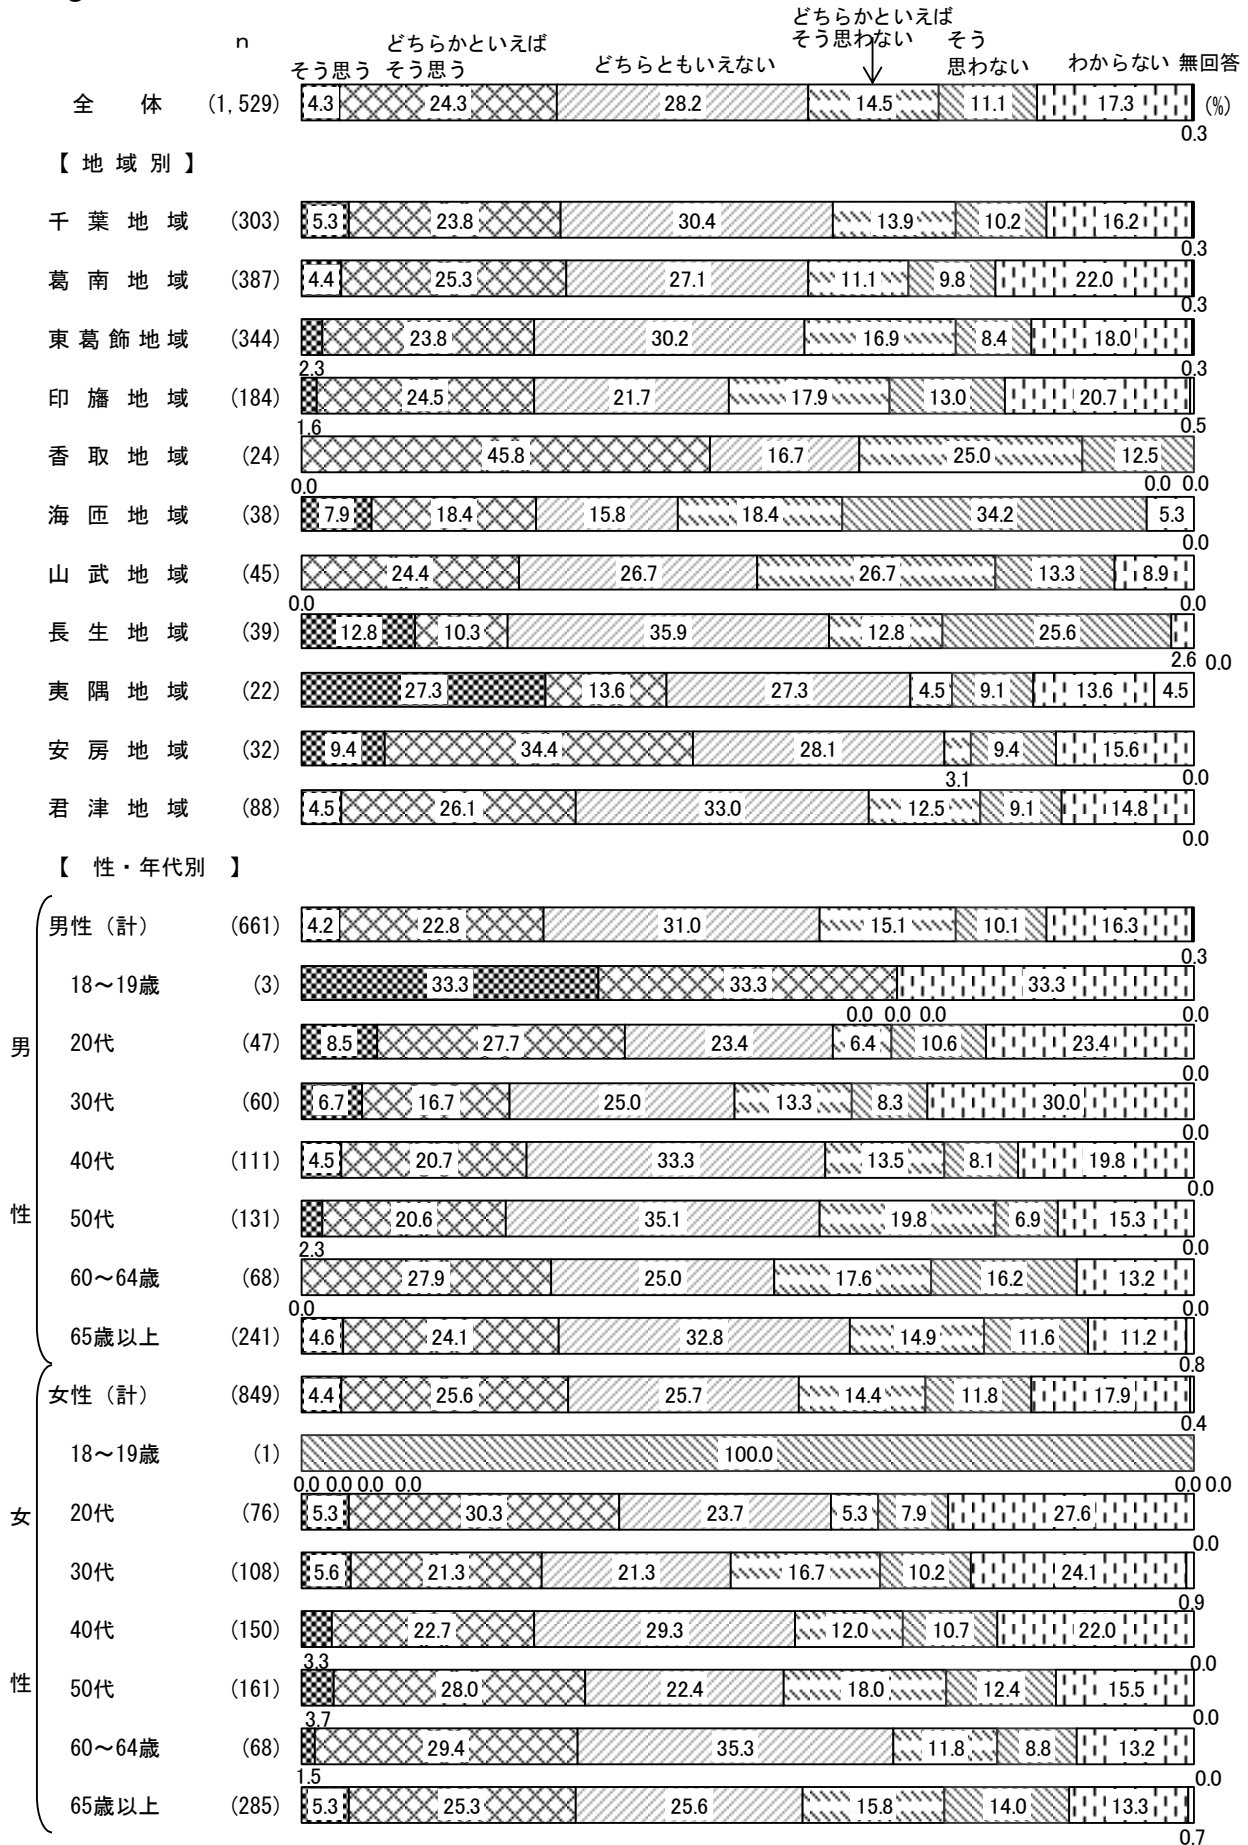 どちらかといえば
n どちらかといえば そう思わない そう
そう思う そう思う どちらともいえない 思わない わからない 無回答
全体 (1,529) 4.3 24.3 28.2 14.5 11.1 17.3 (%)
0.3
【地域別】
千葉地域 (303) 5.3 23.8 30.4 13.9 10.2 16.2
0.3
葛南地域 (387) 4.4 25.3 27.1 11.1 9.8 22.0
0.3
東葛飾地域 (344) 23.8 30.2 16.9 8.4 18.0
2.3 0.3
印旛地域 (184) 24.5 21.7 17.9 13.0 20.7
1.6 0.5
香取地域 (24) 45.8 16.7 25.0 12.5
0.0 0.0 0.0
海匝地域 (38) 7.9 18.4 15.8 18.4 34.2 5.3
0.0
山武地域 (45) 24.4 26.7 26.7 13.3 8.9
0.0 0.0
長生地域 (39) 12.8 10.3 35.9 12.8 25.6
2.6 0.0
夷隅地域 (22) 27.3 13.6 27.3 4.5 9.1 13.6 4.5
安房地域 (32) 9.4 34.4 28.1 9.4 15.6
3.1 0.0
君津地域 (88) 4.5 26.1 33.0 12.5 9.1 14.8
0.0
【 性・年代別 】
男性（計） (661) 4.2 22.8 31.0 15.1 10.1 16.3
0.3
18～19歳 (3) 33.3 33.3 33.3
0.0 0.0 0.0 0.0
男 20代 (47) 8.5 27.7 23.4 6.4 10.6 23.4
0.0
30代 (60) 6.7 16.7 25.0 13.3 8.3 30.0
0.0
40代 (111) 4.5 20.7 33.3 13.5 8.1 19.8
0.0
性 50代 (131) 20.6 35.1 19.8 6.9 15.3
2.3 0.0
60～64歳 (68) 27.9 25.0 17.6 16.2 13.2
0.0 0.0
65歳以上 (241) 4.6 24.1 32.8 14.9 11.6 11.2
0.8
女性（計） (849) 4.4 25.6 25.7 14.4 11.8 17.9
0.4
18～19歳 (1) 100.0
0.0 0.0 0.0 0.0 0.0 0.0
女 20代 (76) 5.3 30.3 23.7 5.3 7.9 27.6
0.0
30代 (108) 5.6 21.3 21.3 16.7 10.2 24.1
0.9
40代 (150) 22.7 29.3 12.0 10.7 22.0
3.3 0.0
性 50代 (161) 28.0 22.4 18.0 12.4 15.5
3.7 0.0
60～64歳 (68) 29.4 35.3 11.8 8.8 13.2
1.5 0.0
65歳以上 (285) 5.3 25.3 25.6 15.8 14.0 13.3
0.7